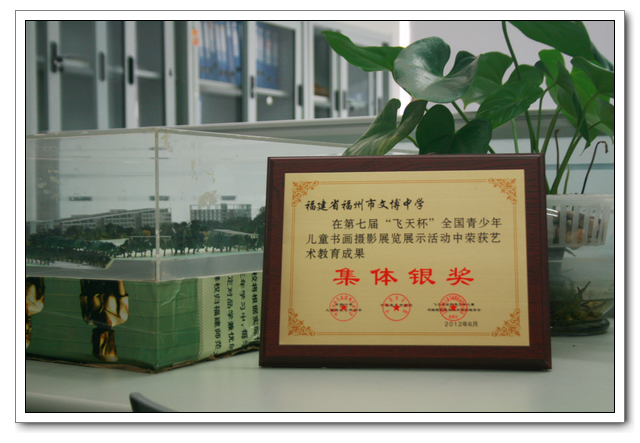 福建省福州市文博中学
在第七届“飞天杯”全国青少年
儿童书画摄影展览展示活动中荣获艺
术教育成果
集体银奖
2012年6月